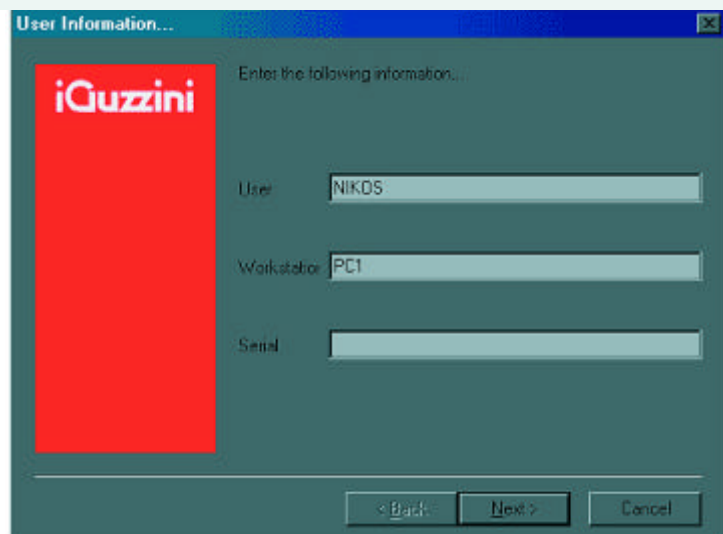 User Information...
iGuzzini
Enter the following information...
User
NIKOS
Workstation
PC1
Serial
< Back
Next >
Cancel